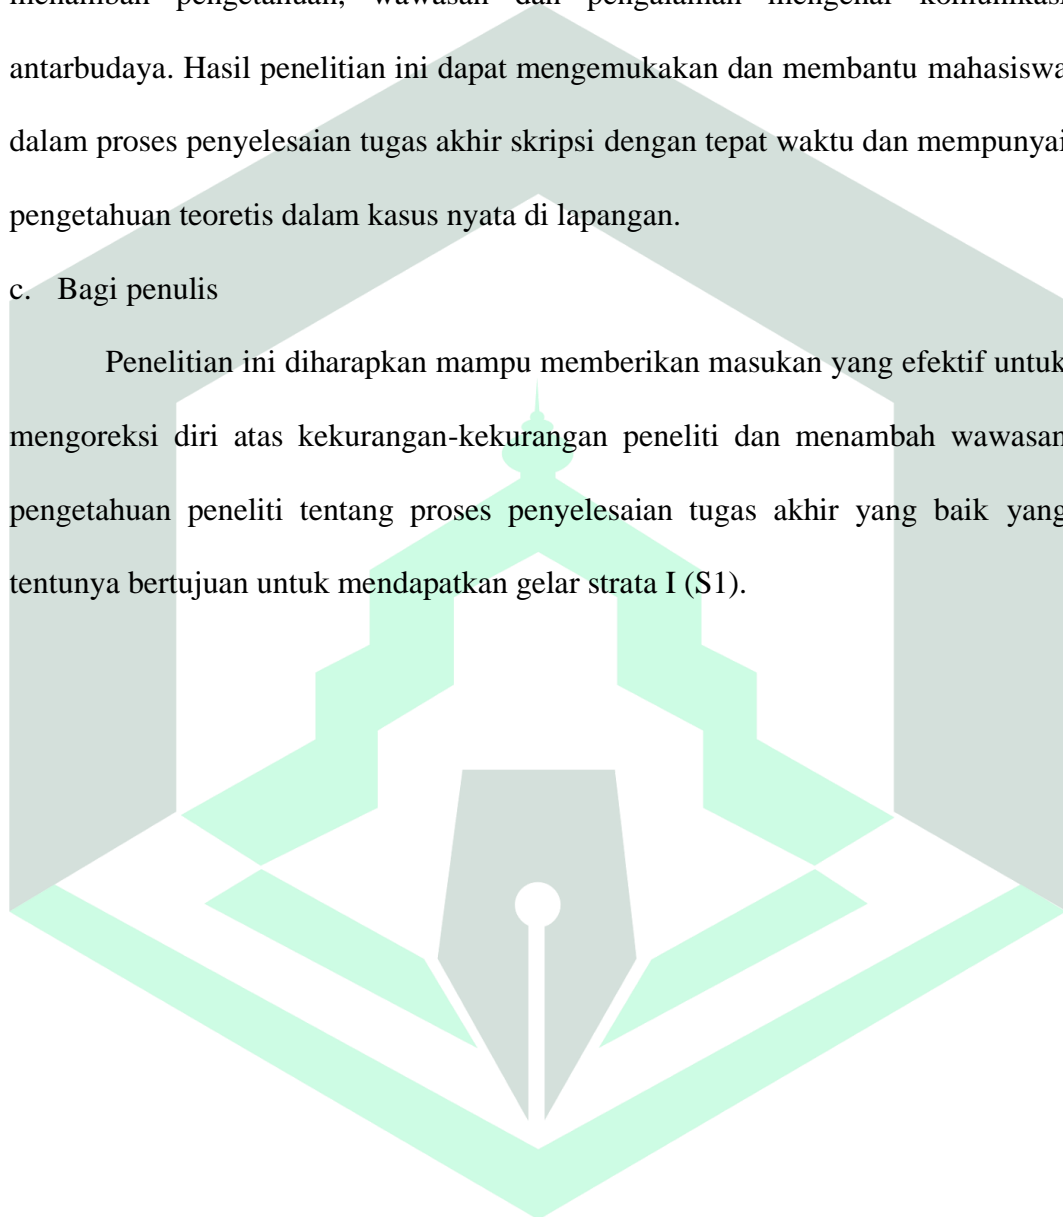 menambah pengetahuan, wawasan dan pengalaman mengenai komunikasi
antarbudaya. Hasil penelitian ini dapat mengemukakan dan membantu mahasiswa
dalam proses penyelesaian tugas akhir skripsi dengan tepat waktu dan mempunyai
pengetahuan teoretis dalam kasus nyata di lapangan.
c. Bagi penulis
Penelitian ini diharapkan mampu memberikan masukan yang efektif untuk
mengoreksi diri atas kekurangan-kekurangan peneliti dan menambah wawasan
pengetahuan peneliti tentang proses penyelesaian tugas akhir yang baik yang
tentunya bertujuan untuk mendapatkan gelar strata I (S1).